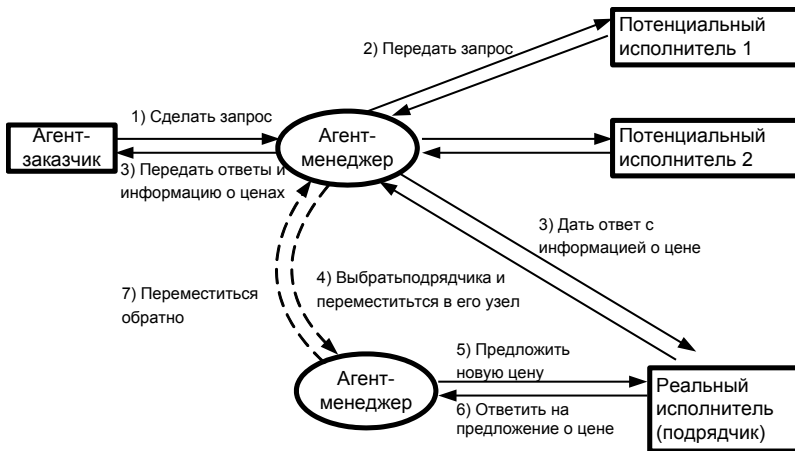 Потенциальный
исполнитель 1
2) Передать запрос
1) Сделать запрос
Агент-
заказчик
Агент-
менеджер
Потенциальный
исполнитель 2
3) Передать ответы и
информацию о ценах
3) Дать ответ с
информацией о цене
4) Выбратьподрядчика и
переместитьтся в его узел
7) Переместиться
обратно
5) Предложить
новую цену
Агент-
менеджер
6) Ответить на
предложение о цене
Реальный
исполнитель
(подрядчик)